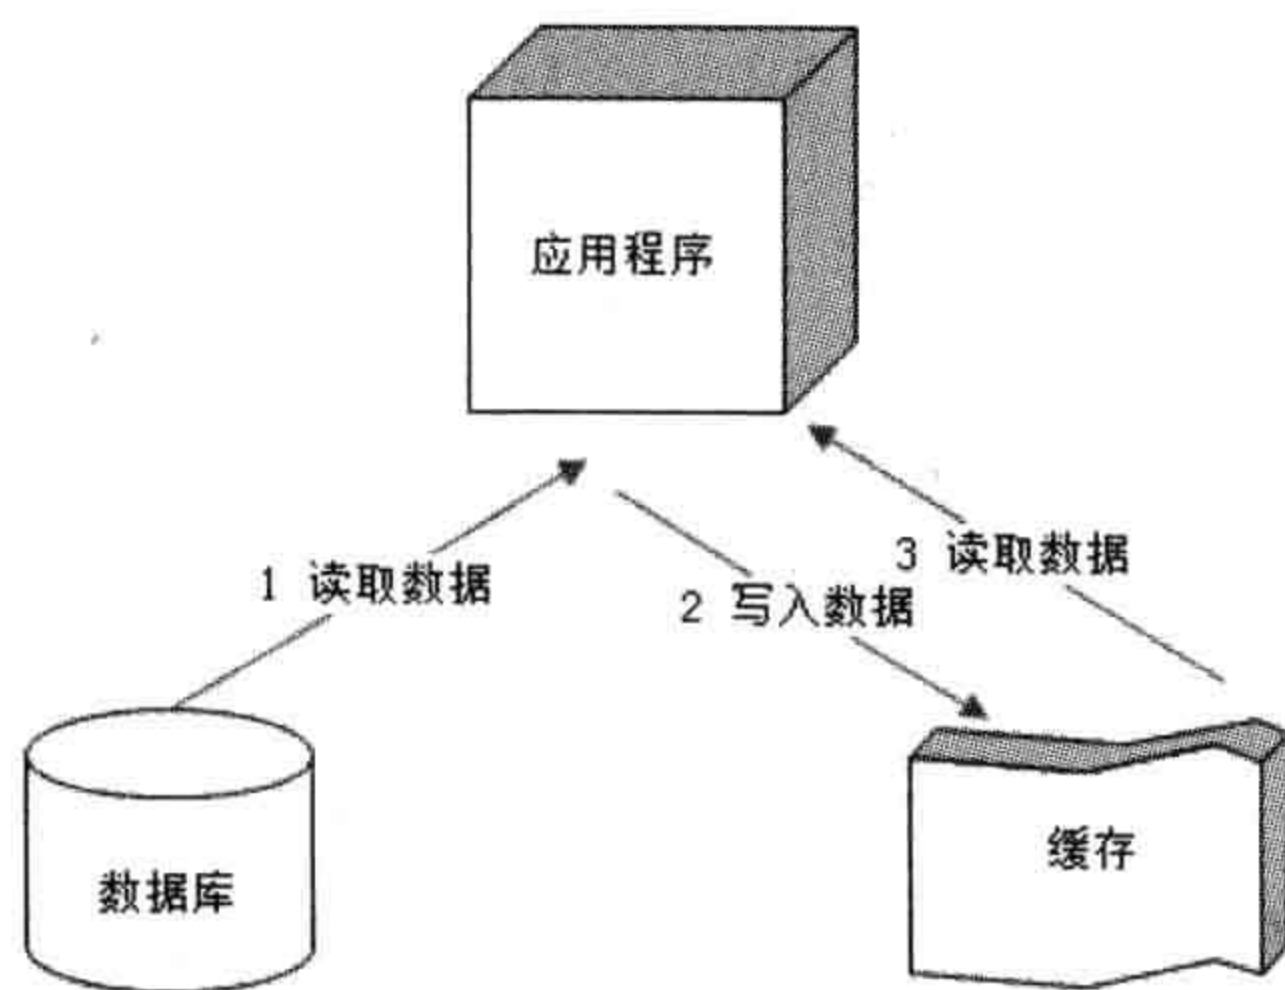 应用程序
3 读取数据
1 读取数据
2 写入数据
缓存
数据库